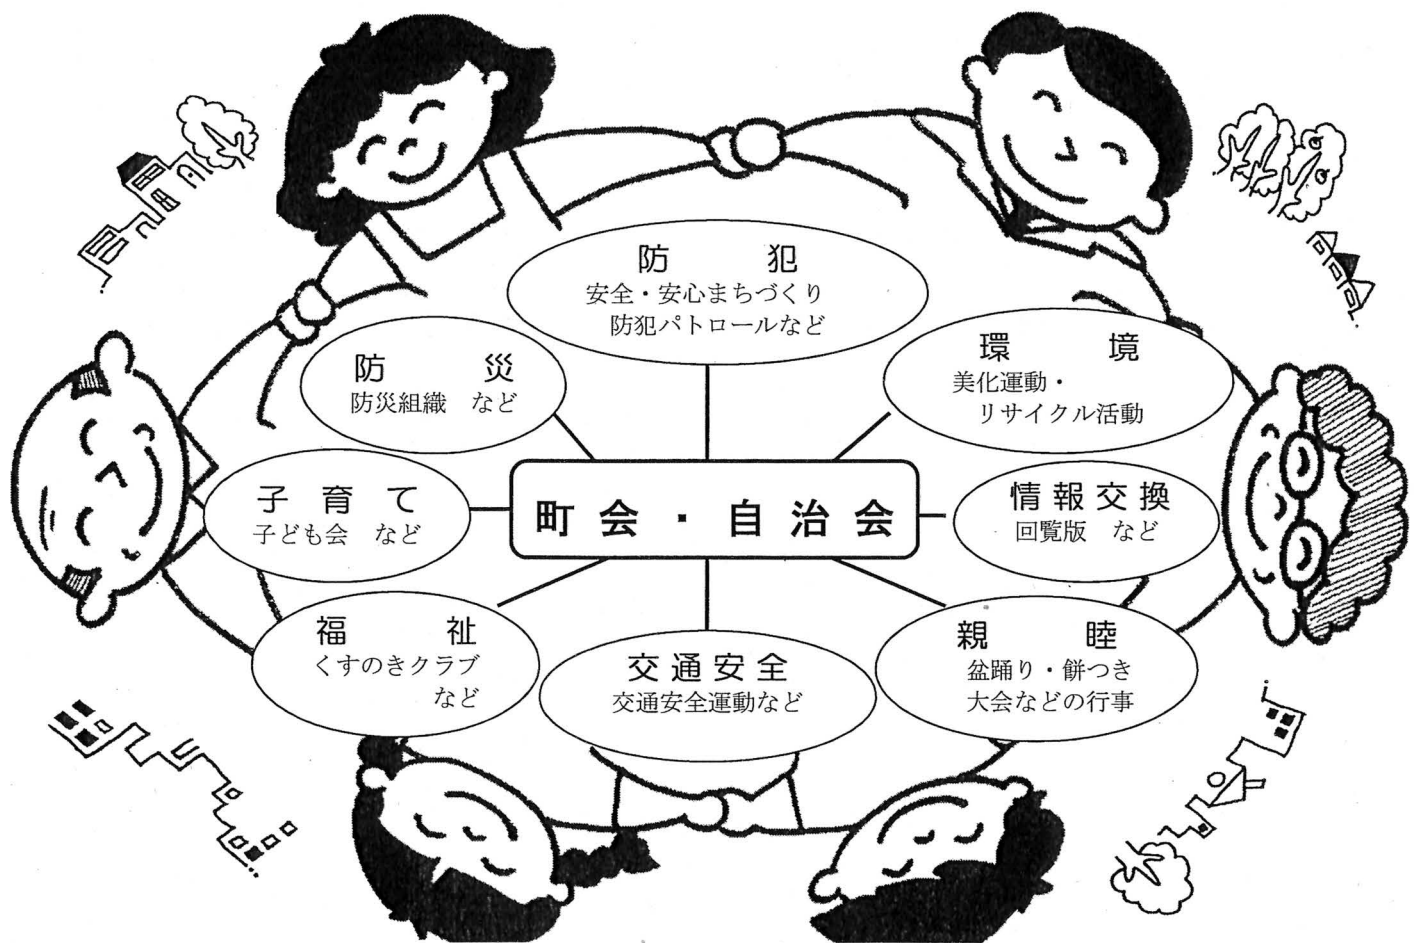 防犯
安全・安心まちづくり
防犯パトロールなど
防災
防災組織　など
環境
美化運動・
リサイクル活動
子育て
子ども会　など
町会・自治会
情報交換
回覧版　など
福祉
くすのきクラブ
など
交通安全
交通安全運動など
親睦
盆踊り・餅つき
大会などの行事